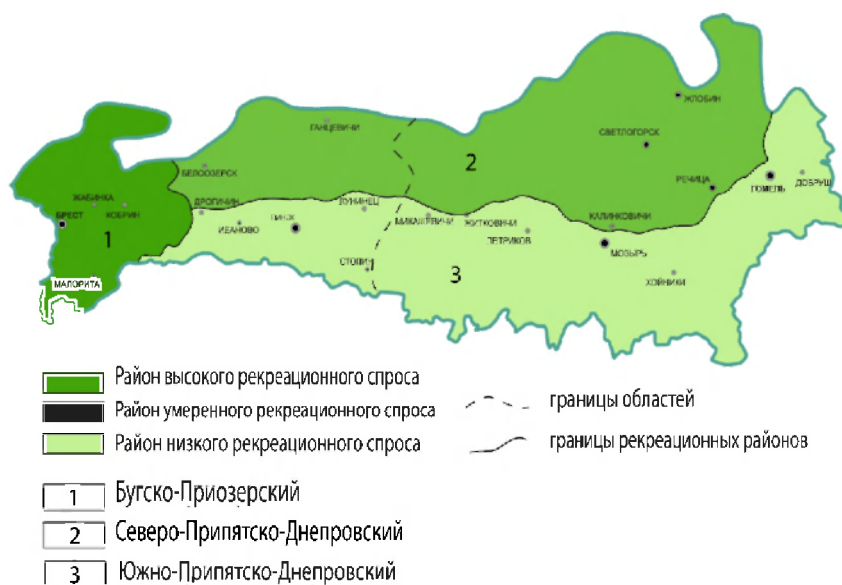 ЖЛОБИН
ГАНЦЕВИЧИ
СВЕТЛОГОРСК
2
БЕЛООЗЕРСК
РЕЧИЦА
ГОМЕЛЬ
ДОБРУШ
ЖАБИНКА
КОБРИН
ДРОГИЧИН
ЛУНИНЕЦ
БРЕСТ
ИВАНОВО
ПИНСК
МИКАШЕВИЧИ
ЖИТКОВИЧИ
КАЛИНКОВИЧИ
1
ПЕТРИКОВ
МОЗЫРЬ
СТОЛИН
3
ХОЙНИКИ
МАЛОРИТА
Район высокого рекреационного спроса
Район умеренного рекреационного спроса
Район низкого рекреационного спроса
границы областей
границы рекреационных районов
1 Бугско-Приозерский
2 Северо-Припятско-Днепровский
3 Южно-Припятско-Днепровский